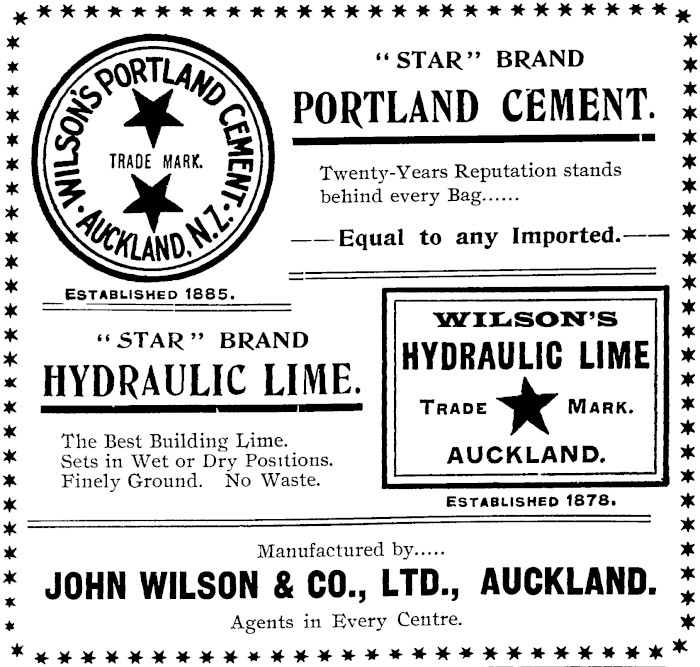 WILSON'S PORTLAND CEMENT
TRADE MARK.
· AUCKLAND, N.Z. ·
ESTABLISHED 1885.
"STAR" BRAND
PORTLAND CEMENT.
Twenty-Years Reputation stands
behind every Bag......
——Equal to any Imported.——
"STAR" BRAND
HYDRAULIC LIME.
The Best Building Lime.
Sets in Wet or Dry Positions.
Finely Ground. No Waste.
WILSON'S
HYDRAULIC LIME
TRADE MARK.
AUCKLAND.
ESTABLISHED 1878.
Manufactured by.....
JOHN WILSON & CO., LTD., AUCKLAND.
Agents in Every Centre.